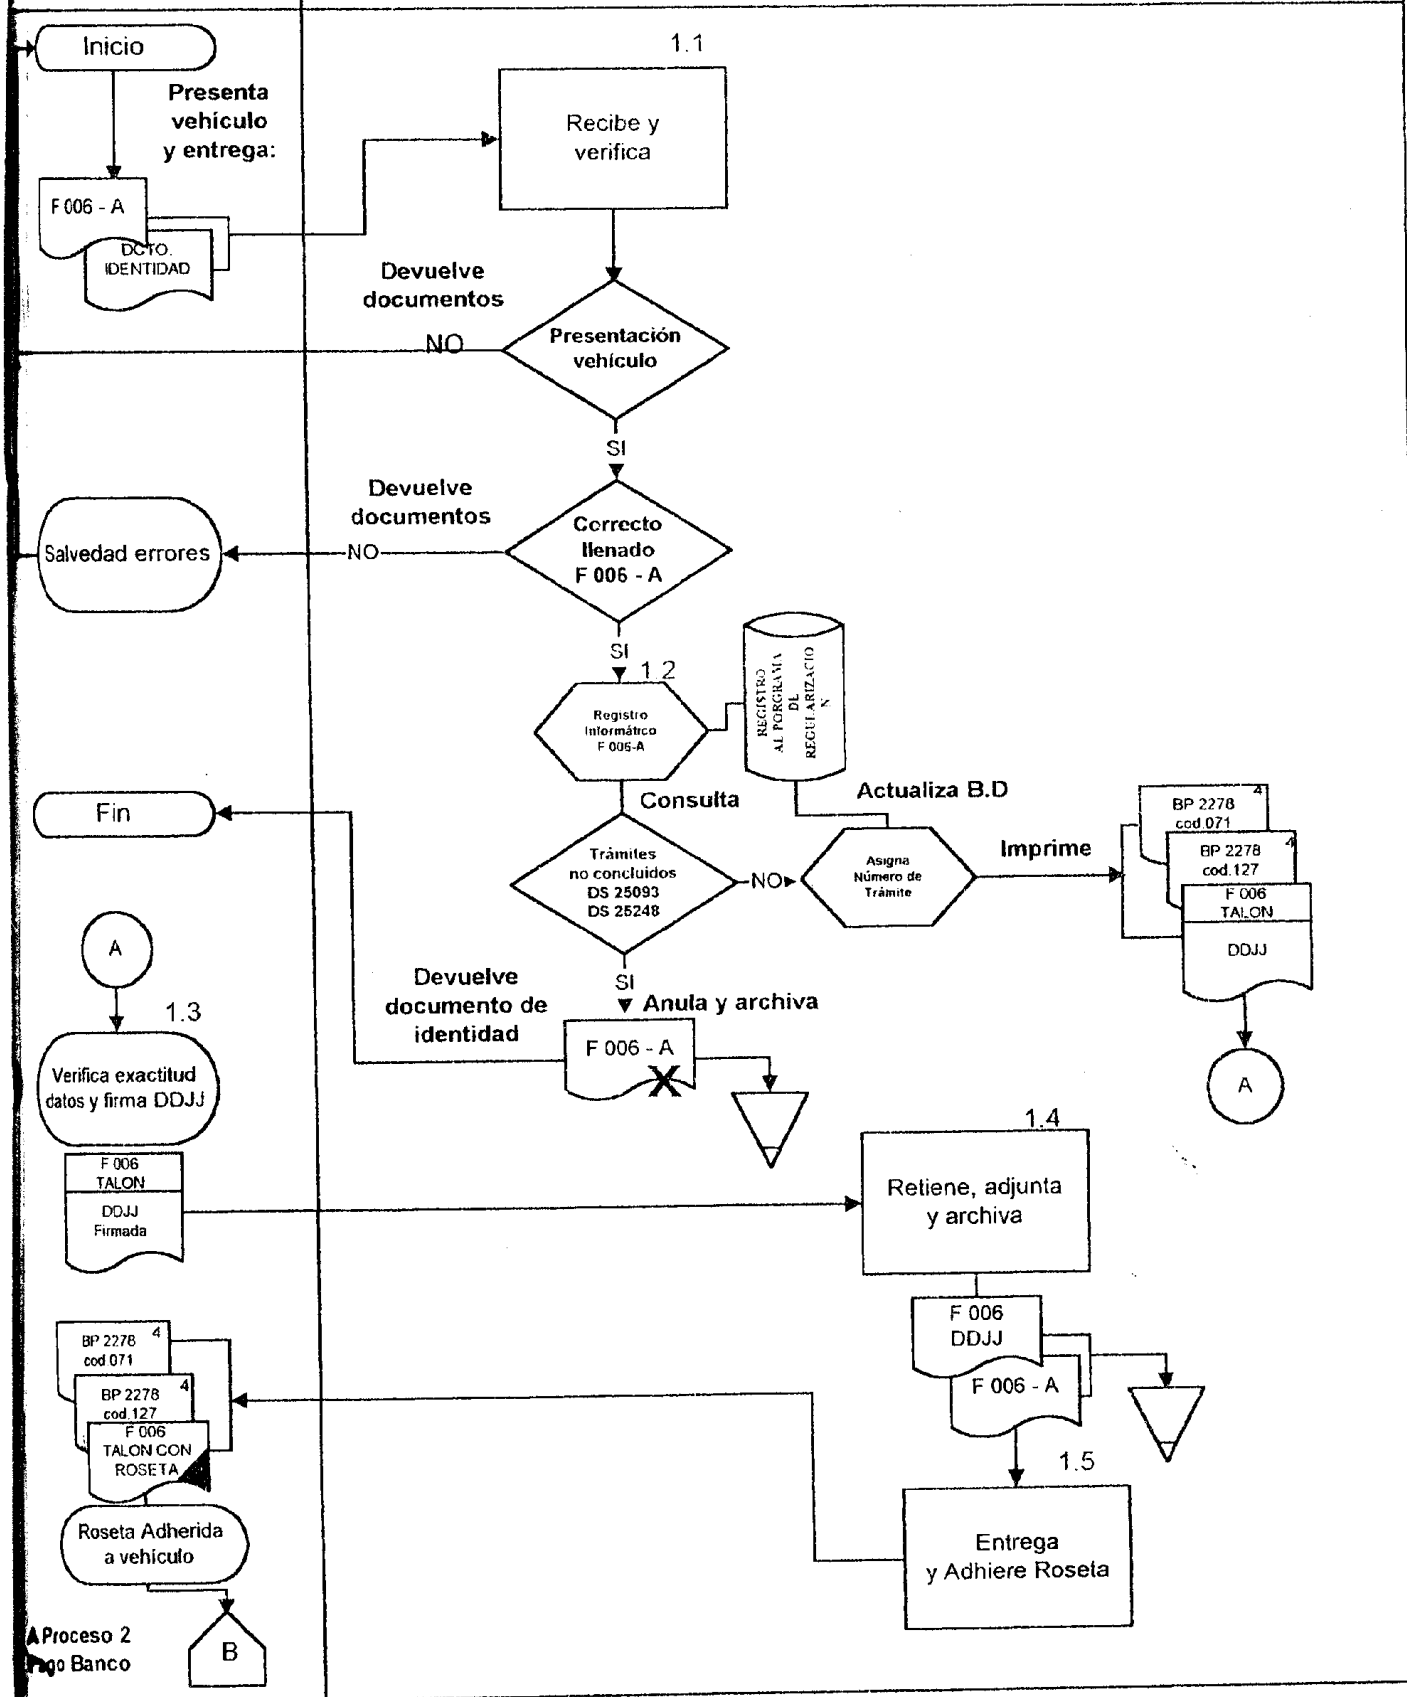 Inicio
Presenta
vehículo
y entrega:
F 006 - A
DCTO.
IDENTIDAD
1.1
Recibe y
verifica
Devuelve
documentos
NO
Presentación
vehículo
SI
Devuelve
documentos
Salvedad errores
NO
Correcto
llenado
F 006 - A
SI
1.2
Registro
Informático
F 006-A
REGISTRO
AL PORGRAMA
DE
REGULARIZACIO
N
Consulta
Actualiza B.D
Fin
Trámites
no concluidos
DS 25093
DS 25248
NO
Asigna
Número de
Trámite
Imprime
BP 2278 4
cod.071
BP 2278 4
cod.127
F 006
TALON
DDJJ
A
SI
Devuelve
documento de
identidad
Anula y archiva
F 006 - A
X
A
1.3
Verifica exactitud
datos y firma DDJJ
F 006
TALON
DDJJ
Firmada
1.4
Retiene, adjunta
y archiva
F 006
DDJJ
F 006 - A
BP 2278 4
cod.071
BP 2278 4
cod.127
F 006
TALON CON
ROSETA
1.5
Entrega
y Adhiere Roseta
Roseta Adherida
a vehículo
A Proceso 2
Pago Banco
B